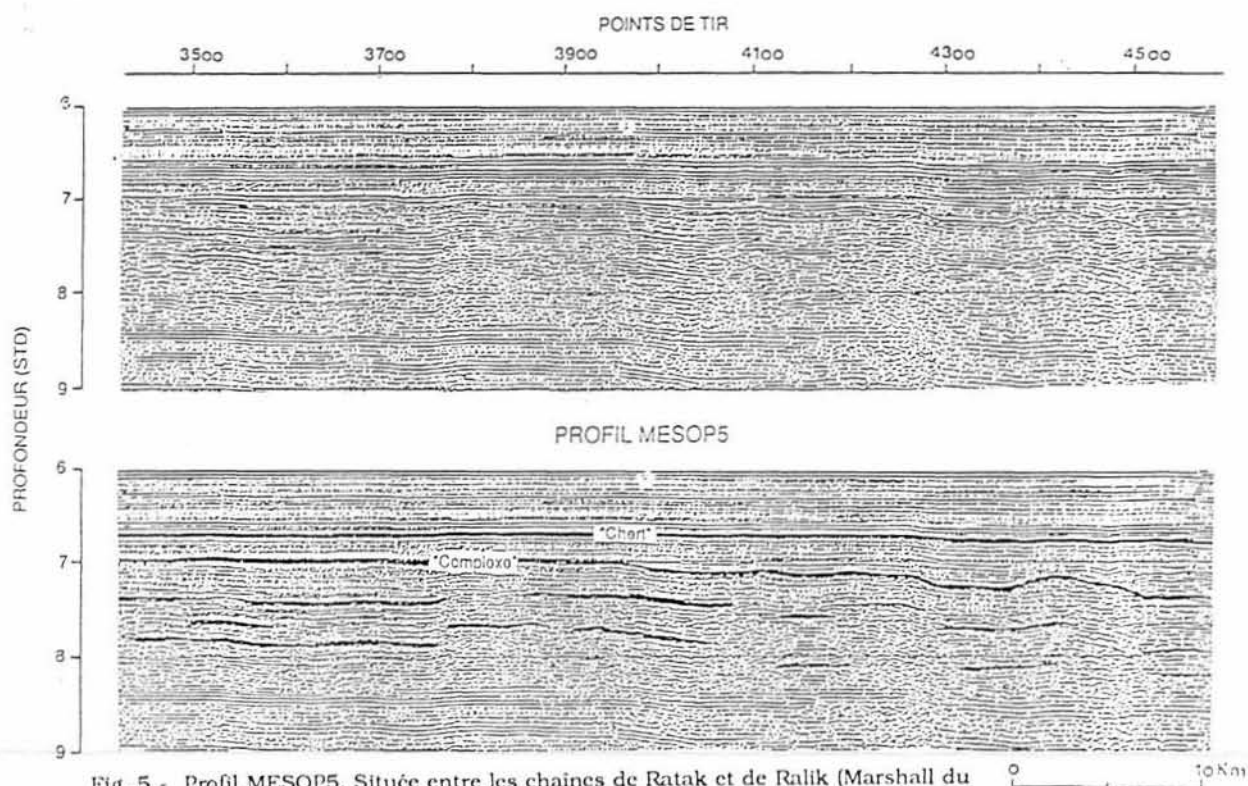 POINTS DE TIR
3500 3700 3900 4100 4300 4500
6
7
8
9
PROFONDEUR (STD)
PROFIL MESOP5
6
"Chert"
7
"Complexe"
8
9
Fig. 5 - Profil MESOP5. Située entre les chaînes de Ratak et de Ralik (Marshall du
0 10 Km